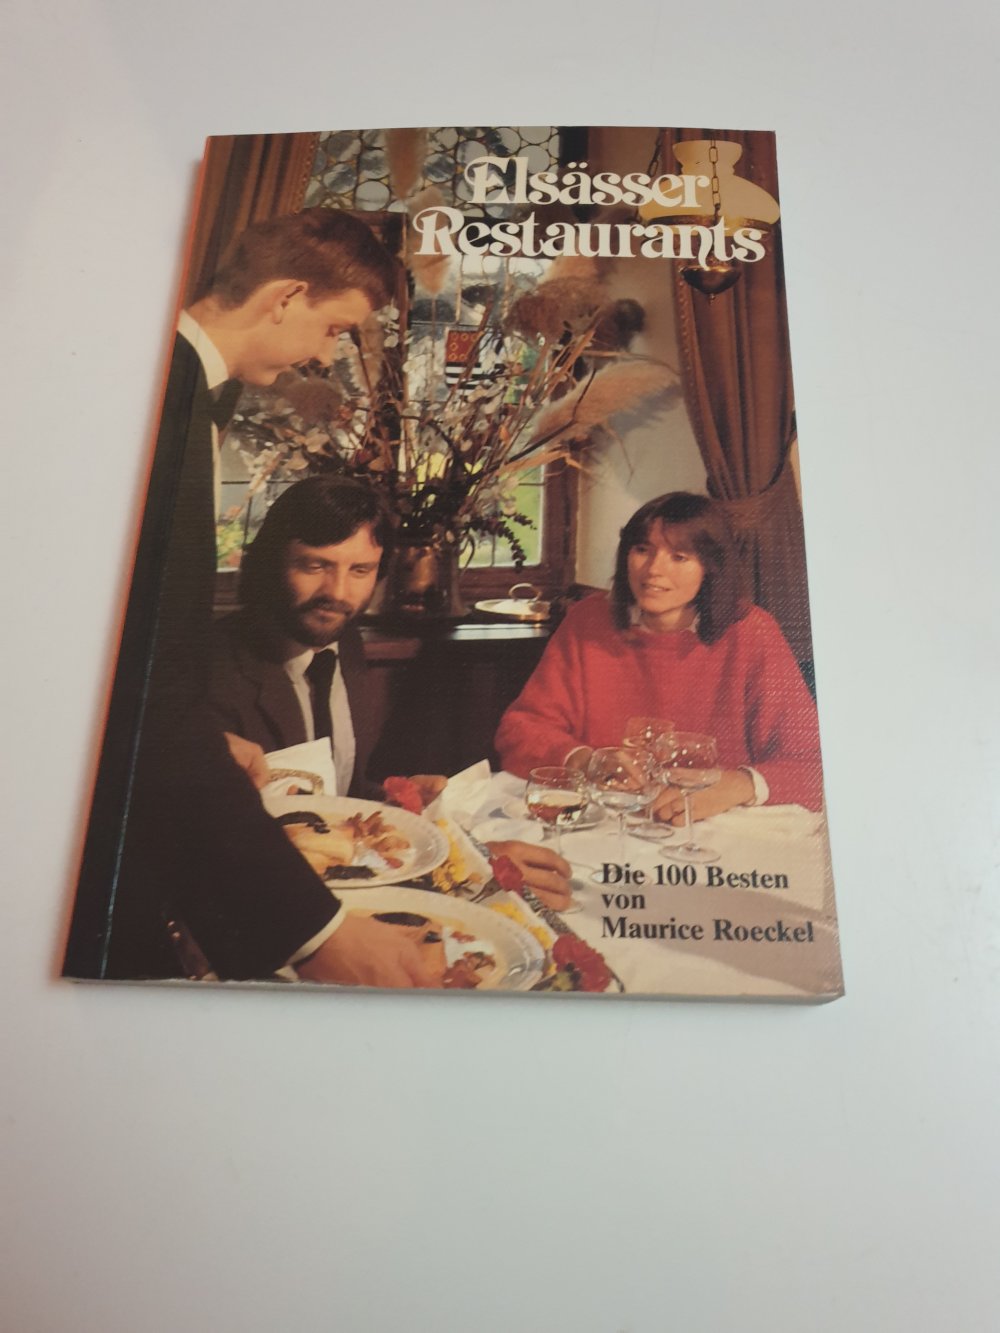 Elsässer
Restaurants
Die 100 Besten
von
Maurice Roeckel